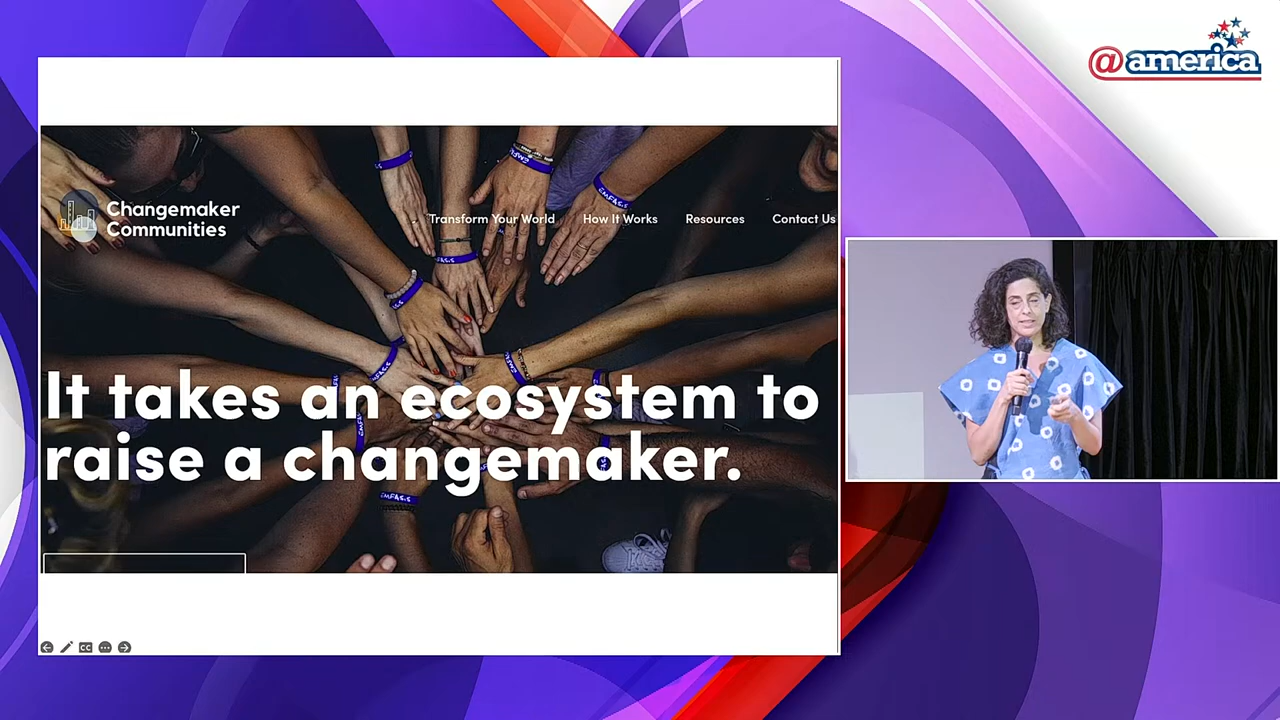 @america
Changemaker
Communities
Transform Your World
How It Works
Resources
Contact Us
It takes an ecosystem to
raise a changemaker.
CC